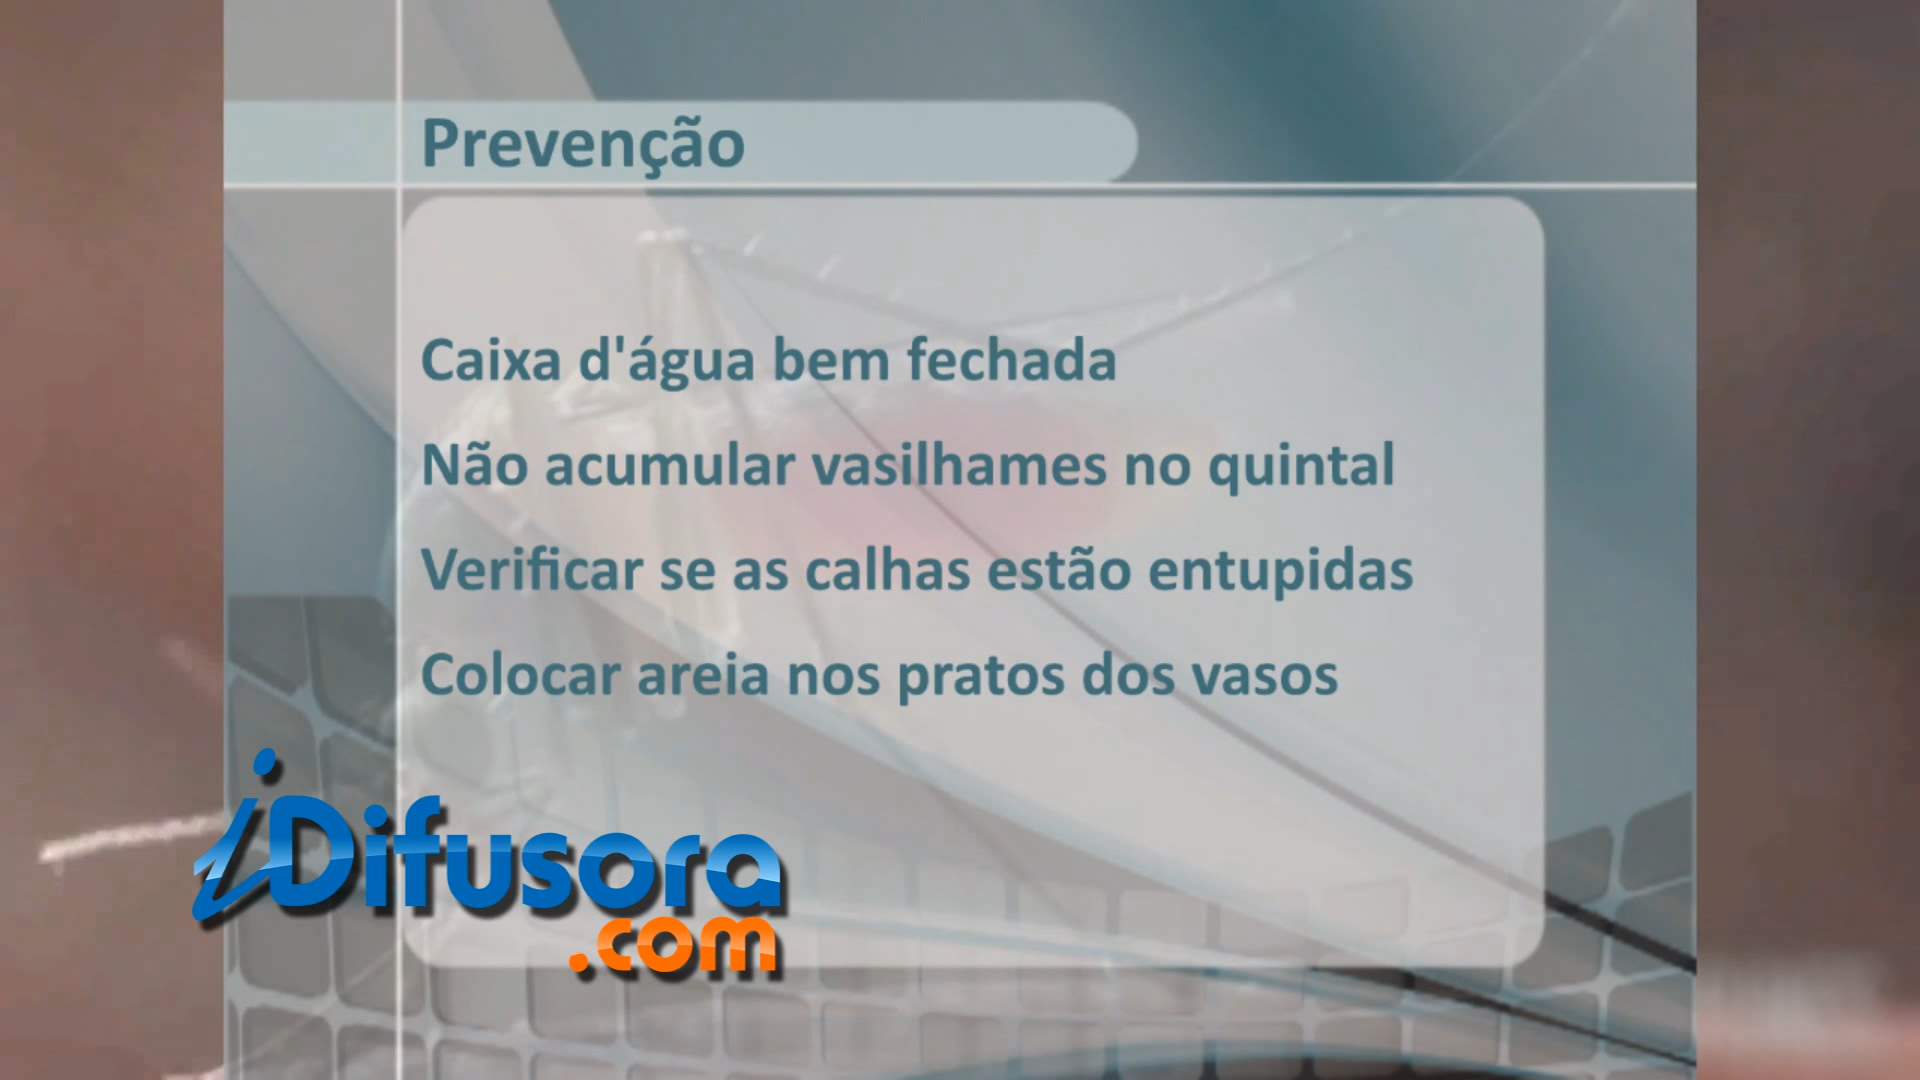 Prevenção
Caixa d'água bem fechada
Não acumular vasilhames no quintal
Verificar se as calhas estão entupidas
Colocar areia nos pratos dos vasos
iDifusora
.com